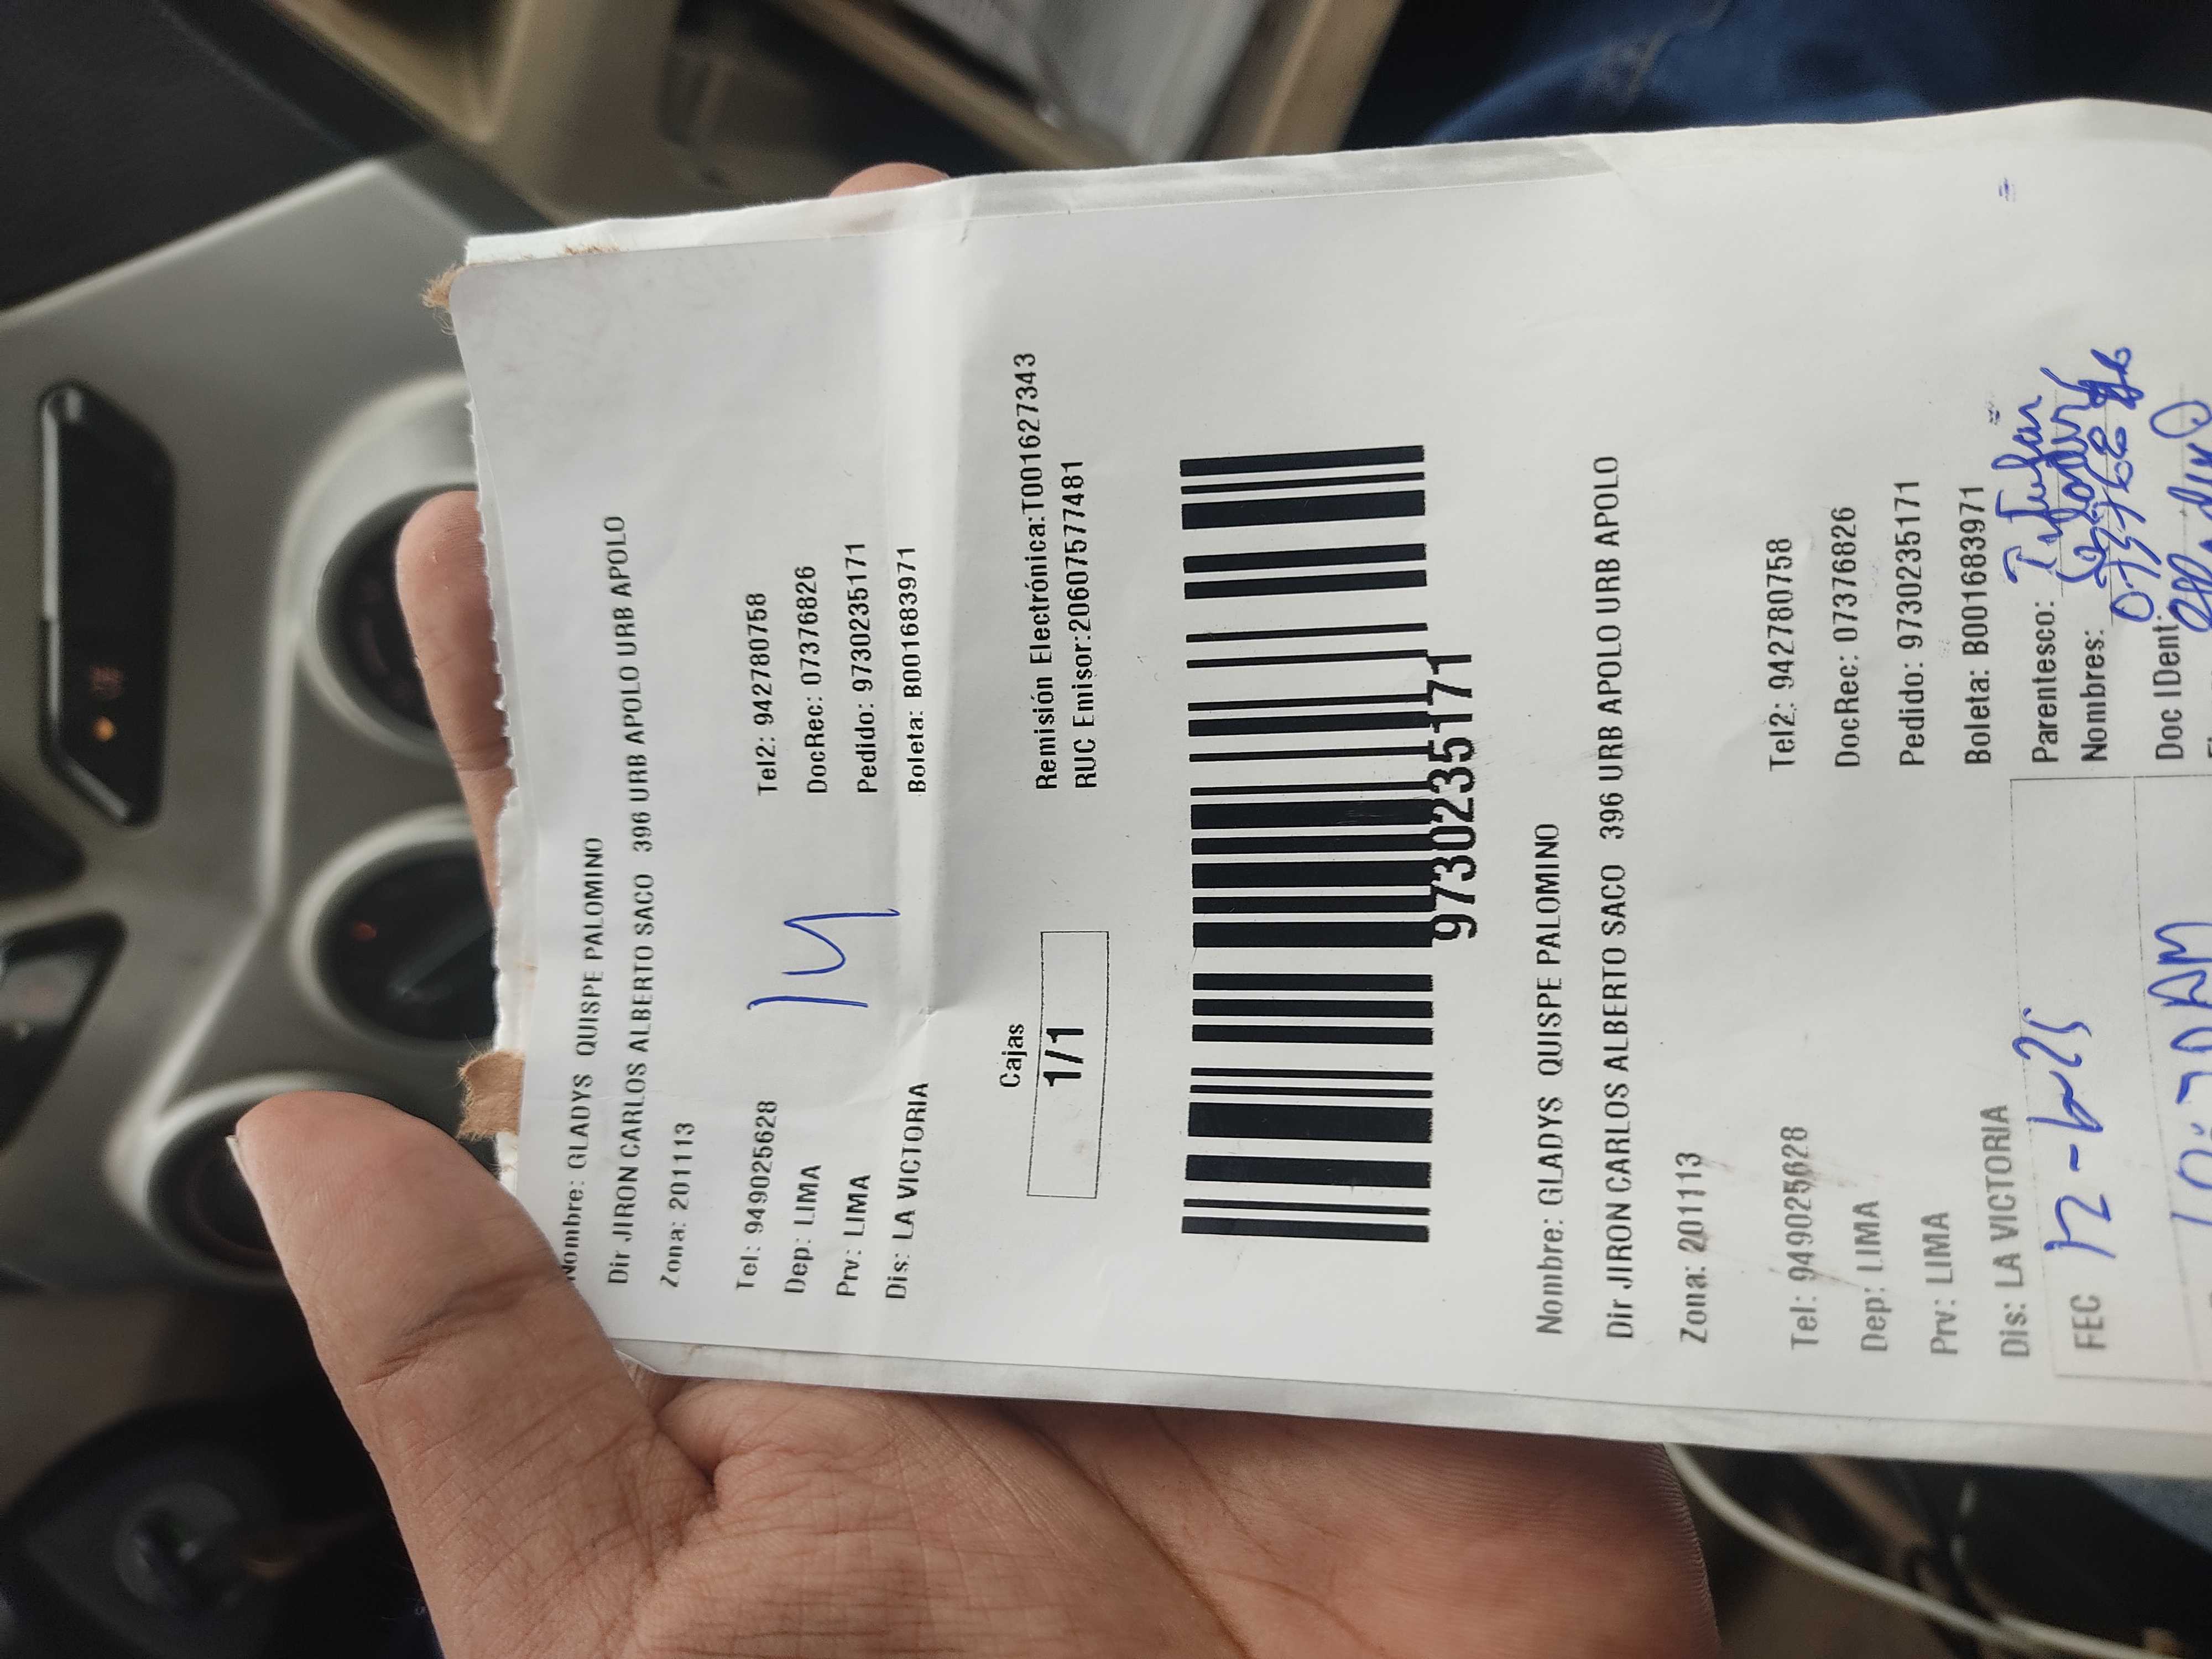 Nombre: GLADYS QUISPE PALOMINO
Dir JIRON CARLOS ALBERTO SACO 396 URB APOLO URB APOLO
Zona: 201113
Tel: 949025628 Tel2: 942780758
Dep: LIMA DocRec: 07376826
Prv: LIMA Pedido: 9730235171
Dis: LA VICTORIA Boleta: B001683971
14
Cajas
1/1
Remisión Electrónica:T001627343
RUC Emisor:20607577481
9730235171
Nombre: GLADYS QUISPE PALOMINO
Dir JIRON CARLOS ALBERTO SACO 396 URB APOLO URB APOLO
Zona: 201113
Tel: 949025628 Tel2: 942780758
Dep: LIMA DocRec: 07376826
Prv: LIMA Pedido: 9730235171
Dis: LA VICTORIA Boleta: B001683971
FEC Parentesco: Titular
Nombres:
Doc IDent: